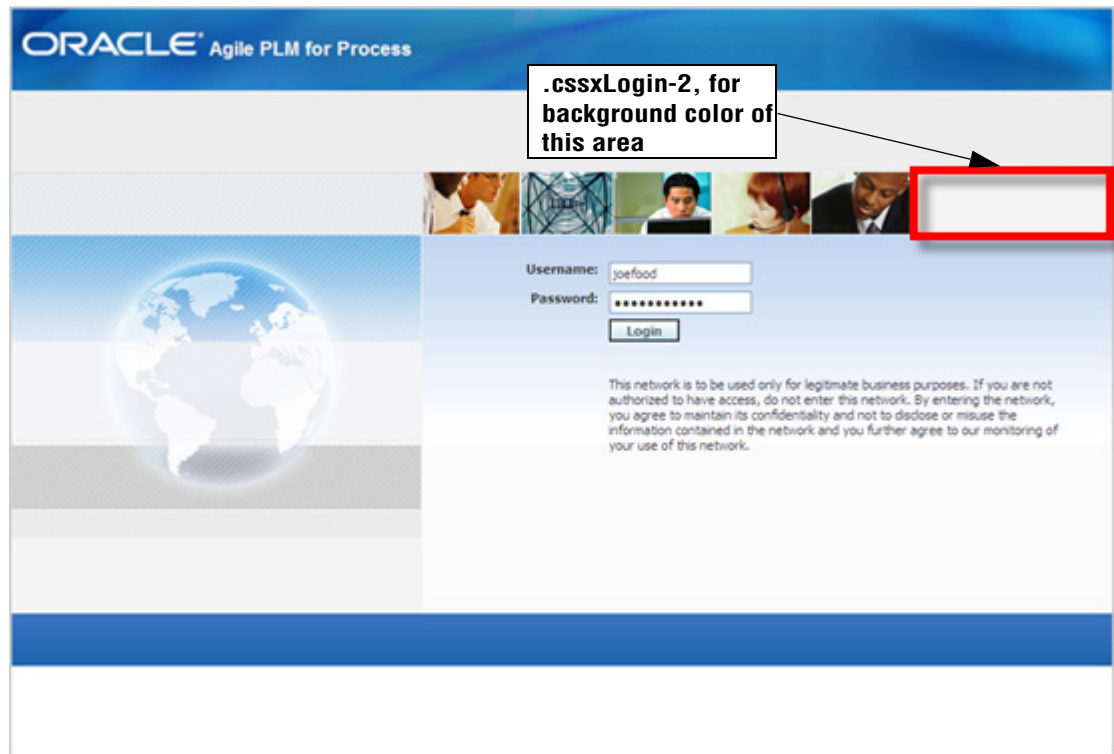 ORACLE® Agile PLM for Process
.cssxLogin-2, for
background color of
this area
Username: joefood
Password: •••••••••••
Login
This network is to be used only for legitimate business purposes. If you are not
authorized to have access, do not enter this network. By entering the network,
you agree to maintain its confidentiality and not to disclose or misuse the
information contained in the network and you further agree to our monitoring of
your use of this network.